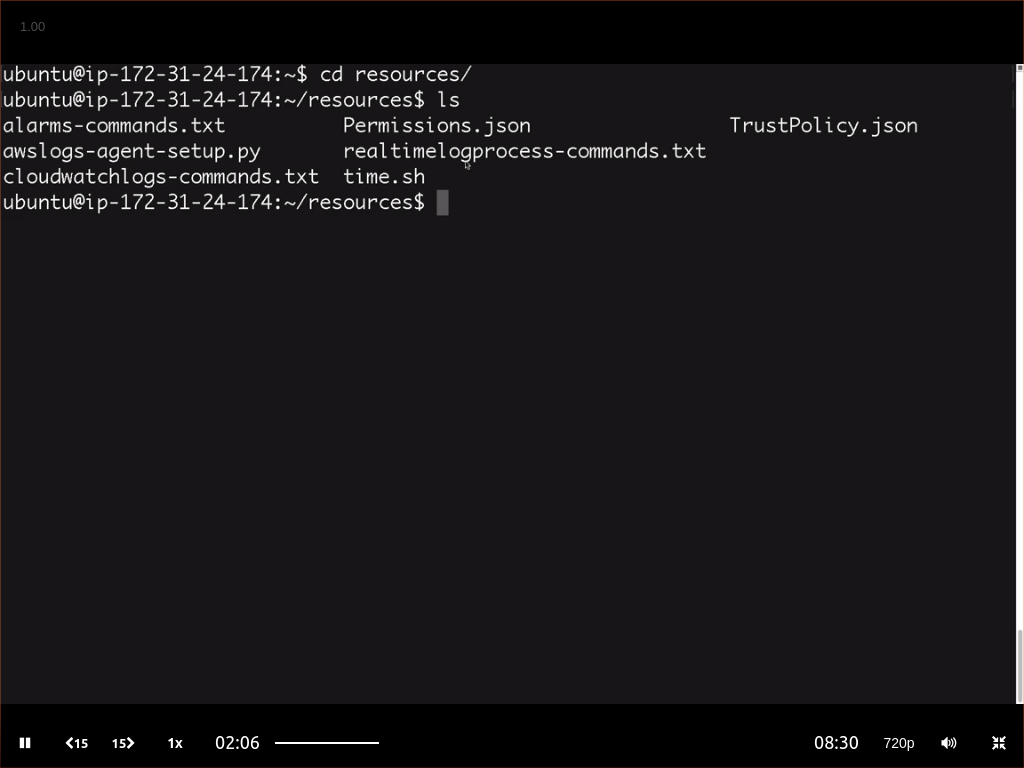 1.00
ubuntu@ip-172-31-24-174:~$ cd resources/
ubuntu@ip-172-31-24-174:~/resources$ ls
alarms-commands.txt Permissions.json TrustPolicy.json
awslogs-agent-setup.py realtimelogprocess-commands.txt
cloudwatchlogs-commands.txt time.sh
ubuntu@ip-172-31-24-174:~/resources$
15 15 1x 02:06 08:30 720p